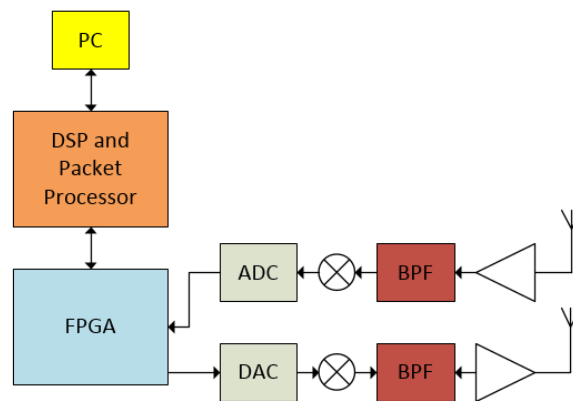 PC
DSP and
Packet
Processor
ADC
BPF
FPGA
DAC
BPF